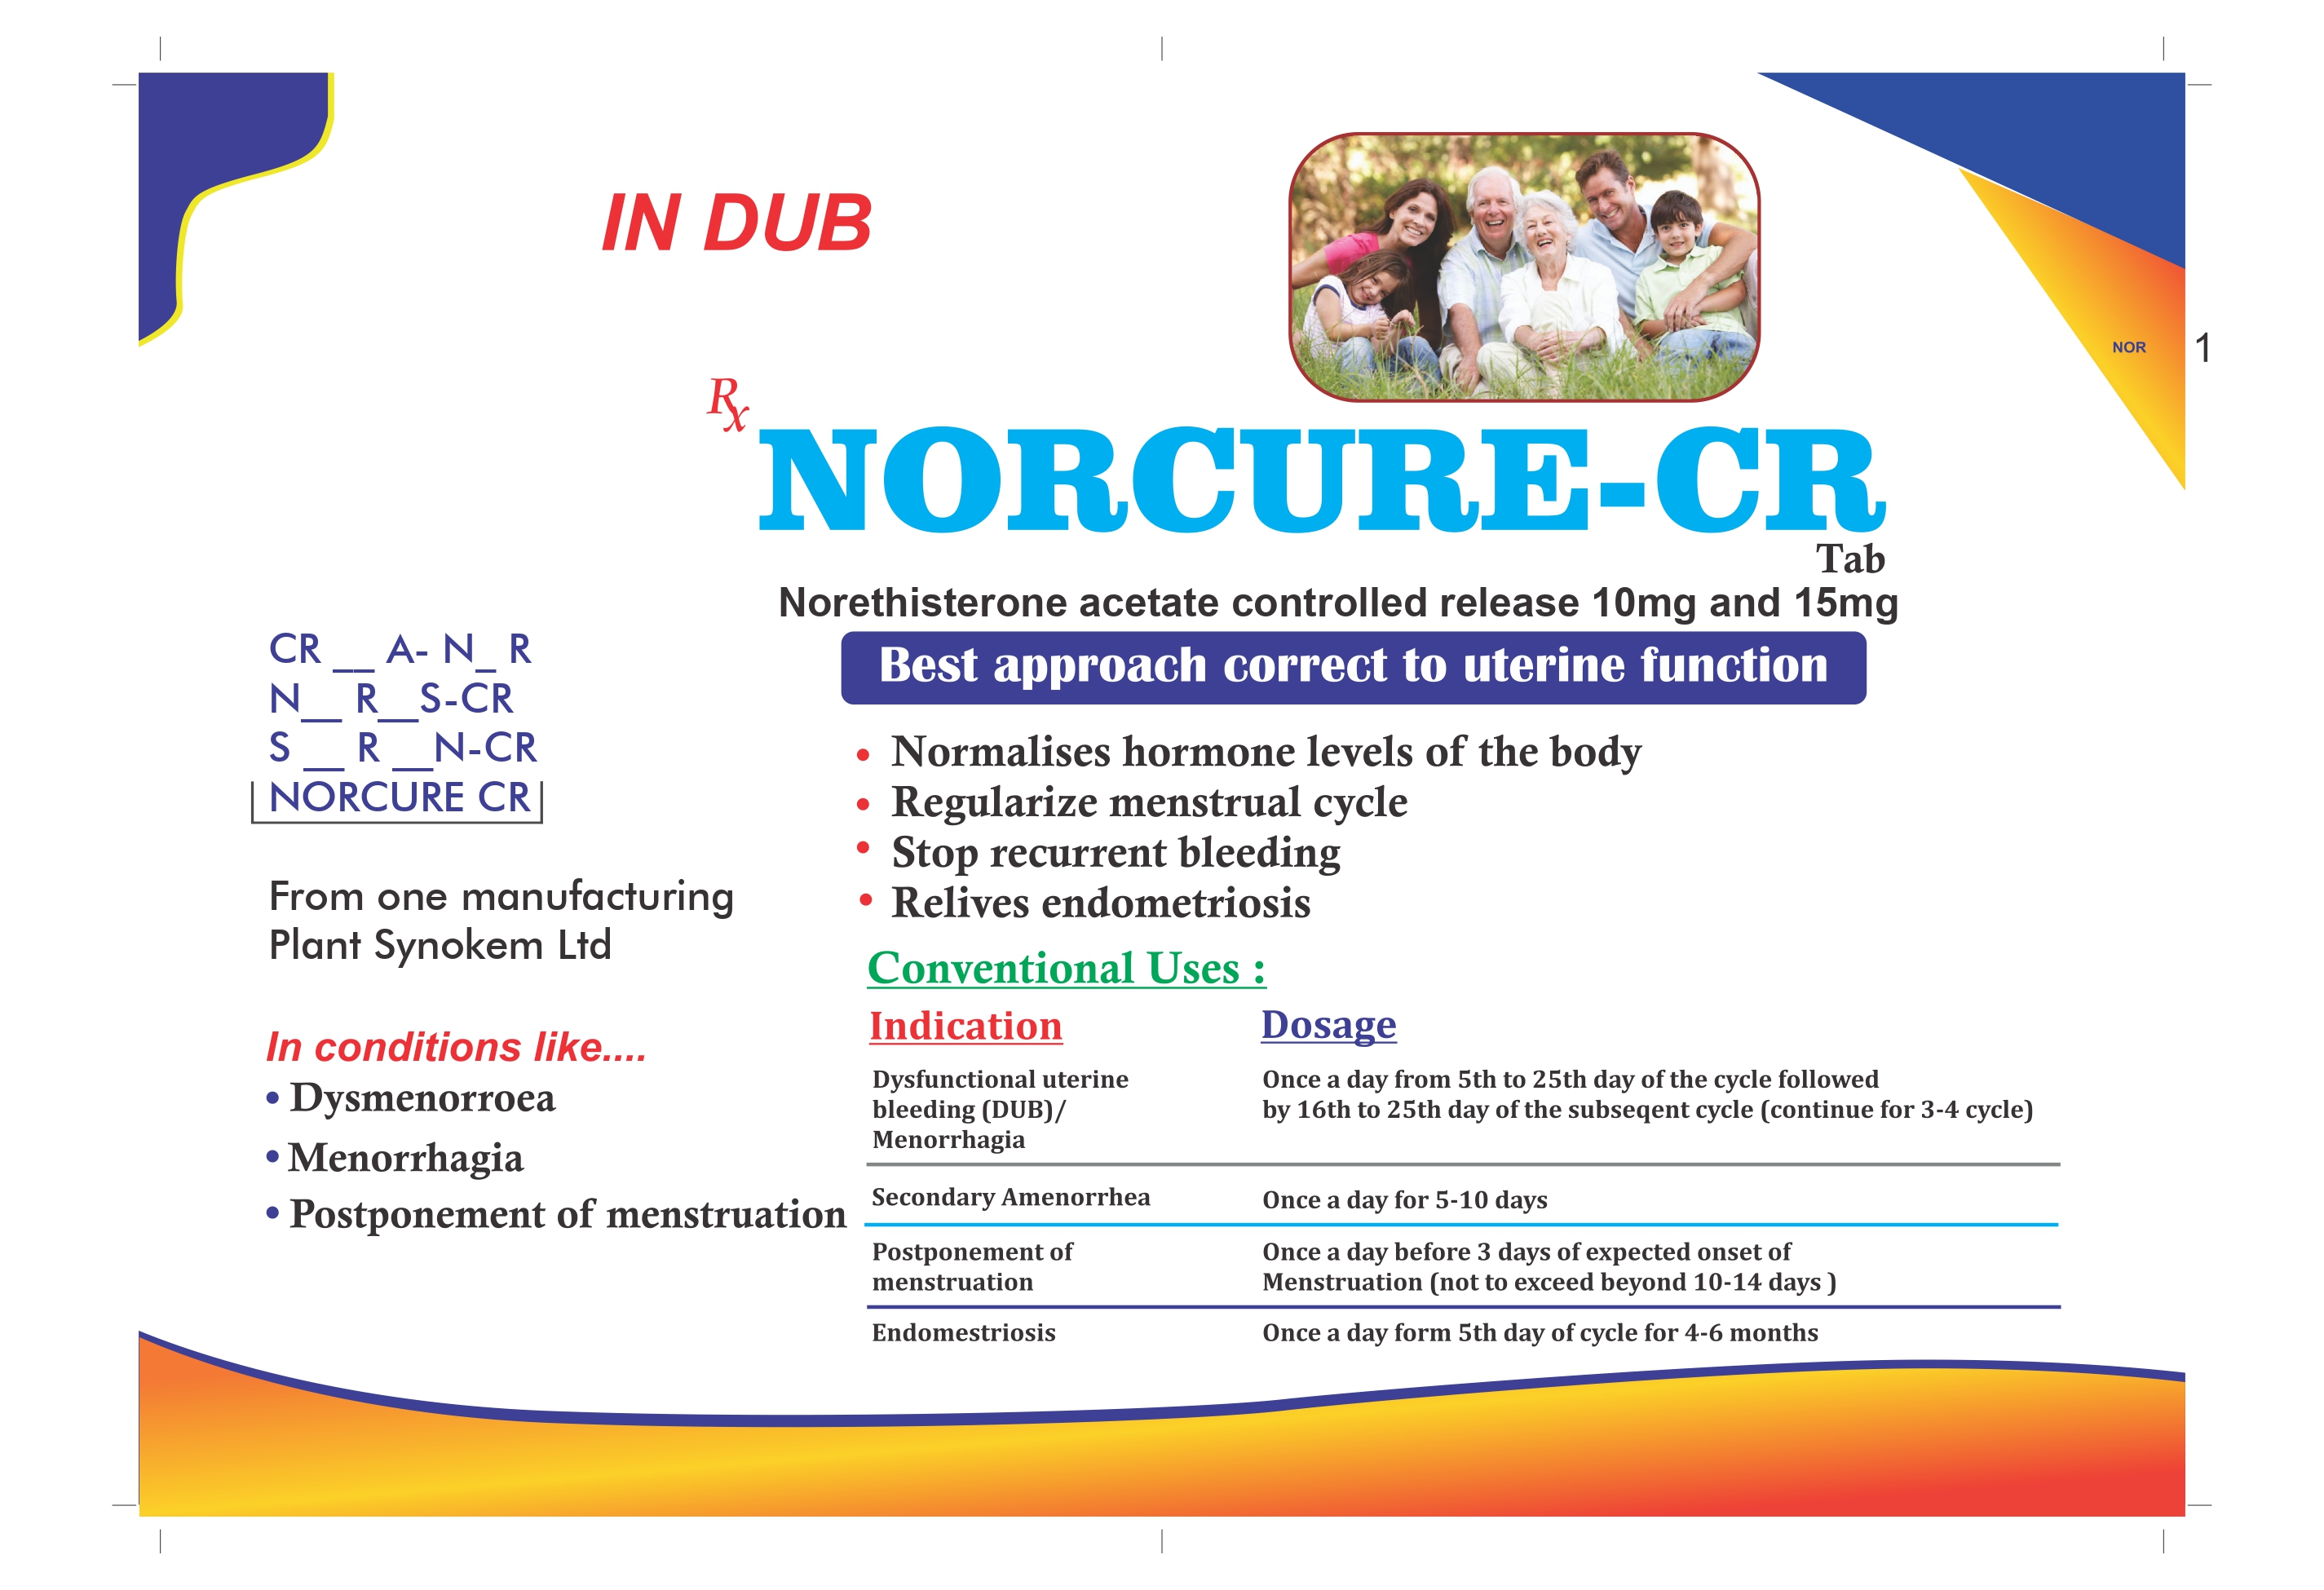 IN DUB
NOR
1
Rx
NORCURE-CR
Tab
Norethisterone acetate controlled release 10mg and 15mg
Best approach correct to uterine function
CR __ A- N_ R
N__ R__S-CR
S __ R __N-CR
NORCURE CR
From one manufacturing
Plant Synokem Ltd
In conditions like....
• Dysmenorroea
• Menorrhagia
• Postponement of menstruation
• Normalises hormone levels of the body
• Regularize menstrual cycle
• Stop recurrent bleeding
• Relives endometriosis
Conventional Uses :
Indication Dosage
Dysfunctional uterine
bleeding (DUB)/
Menorrhagia
Once a day from 5th to 25th day of the cycle followed
by 16th to 25th day of the subseqent cycle (continue for 3-4 cycle)
Secondary Amenorrhea
Once a day for 5-10 days
Postponement of
menstruation
Once a day before 3 days of expected onset of
Menstruation (not to exceed beyond 10-14 days )
Endomestriosis
Once a day form 5th day of cycle for 4-6 months